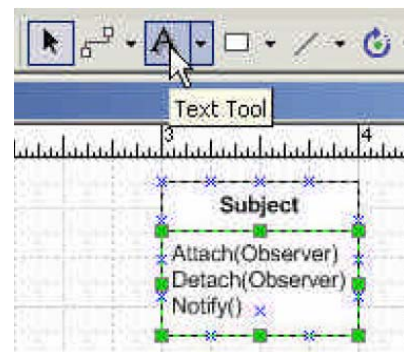 A
Text Tool
3 4
Subject
Attach(Observer)
Detach(Observer)
Notify()